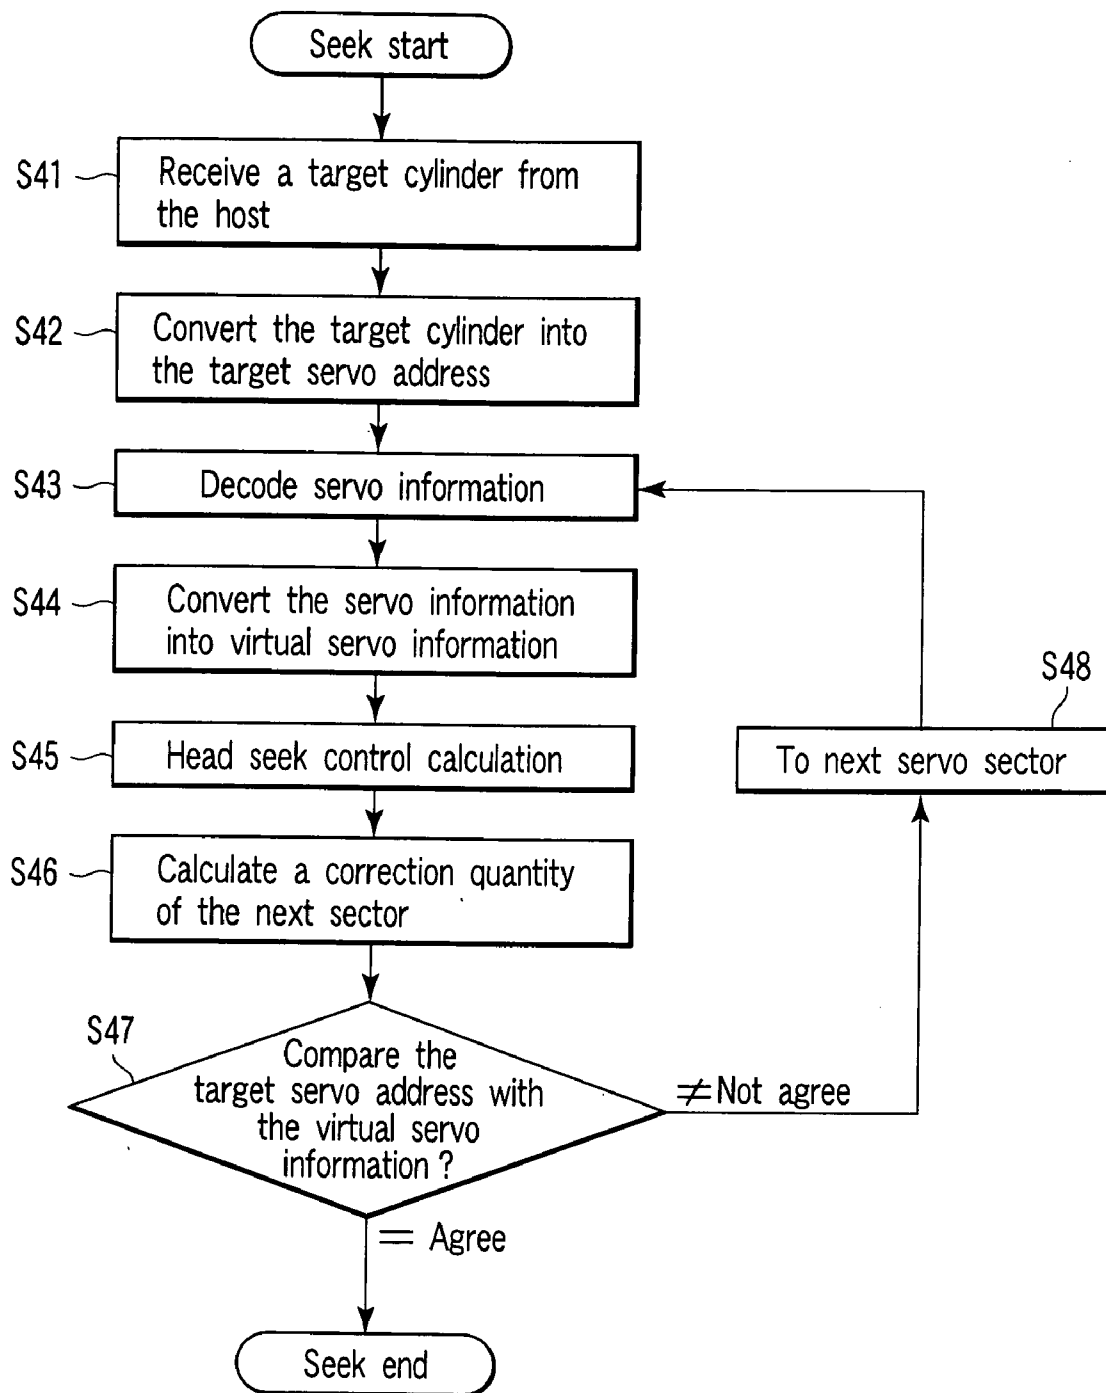 Seek start
S41
Receive a target cylinder from
the host
S42
Convert the target cylinder into
the target servo address
S43
Decode servo information
S44
Convert the servo information
into virtual servo information
S48
S45
Head seek control calculation
To next servo sector
S46
Calculate a correction quantity
of the next sector
S47
Compare the
target servo address with
the virtual servo
information ?
≠Not agree
= Agree
Seek end